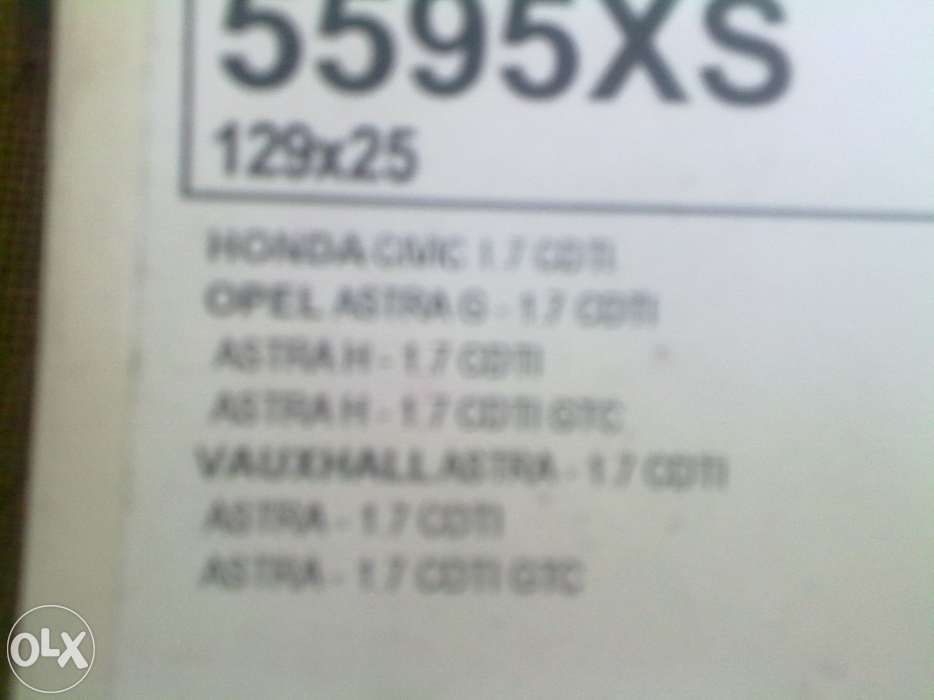 5595XS
129x25
HONDA CIVIC 1.7 CDTI
OPEL ASTRA G - 1.7 CDTI
ASTRA H - 1.7 CDTI
ASTRA H - 1.7 CDTI GTC
VAUXHALL ASTRA - 1.7 CDTI
ASTRA - 1.7 CDTI
ASTRA - 1.7 CDTI GTC
OLX